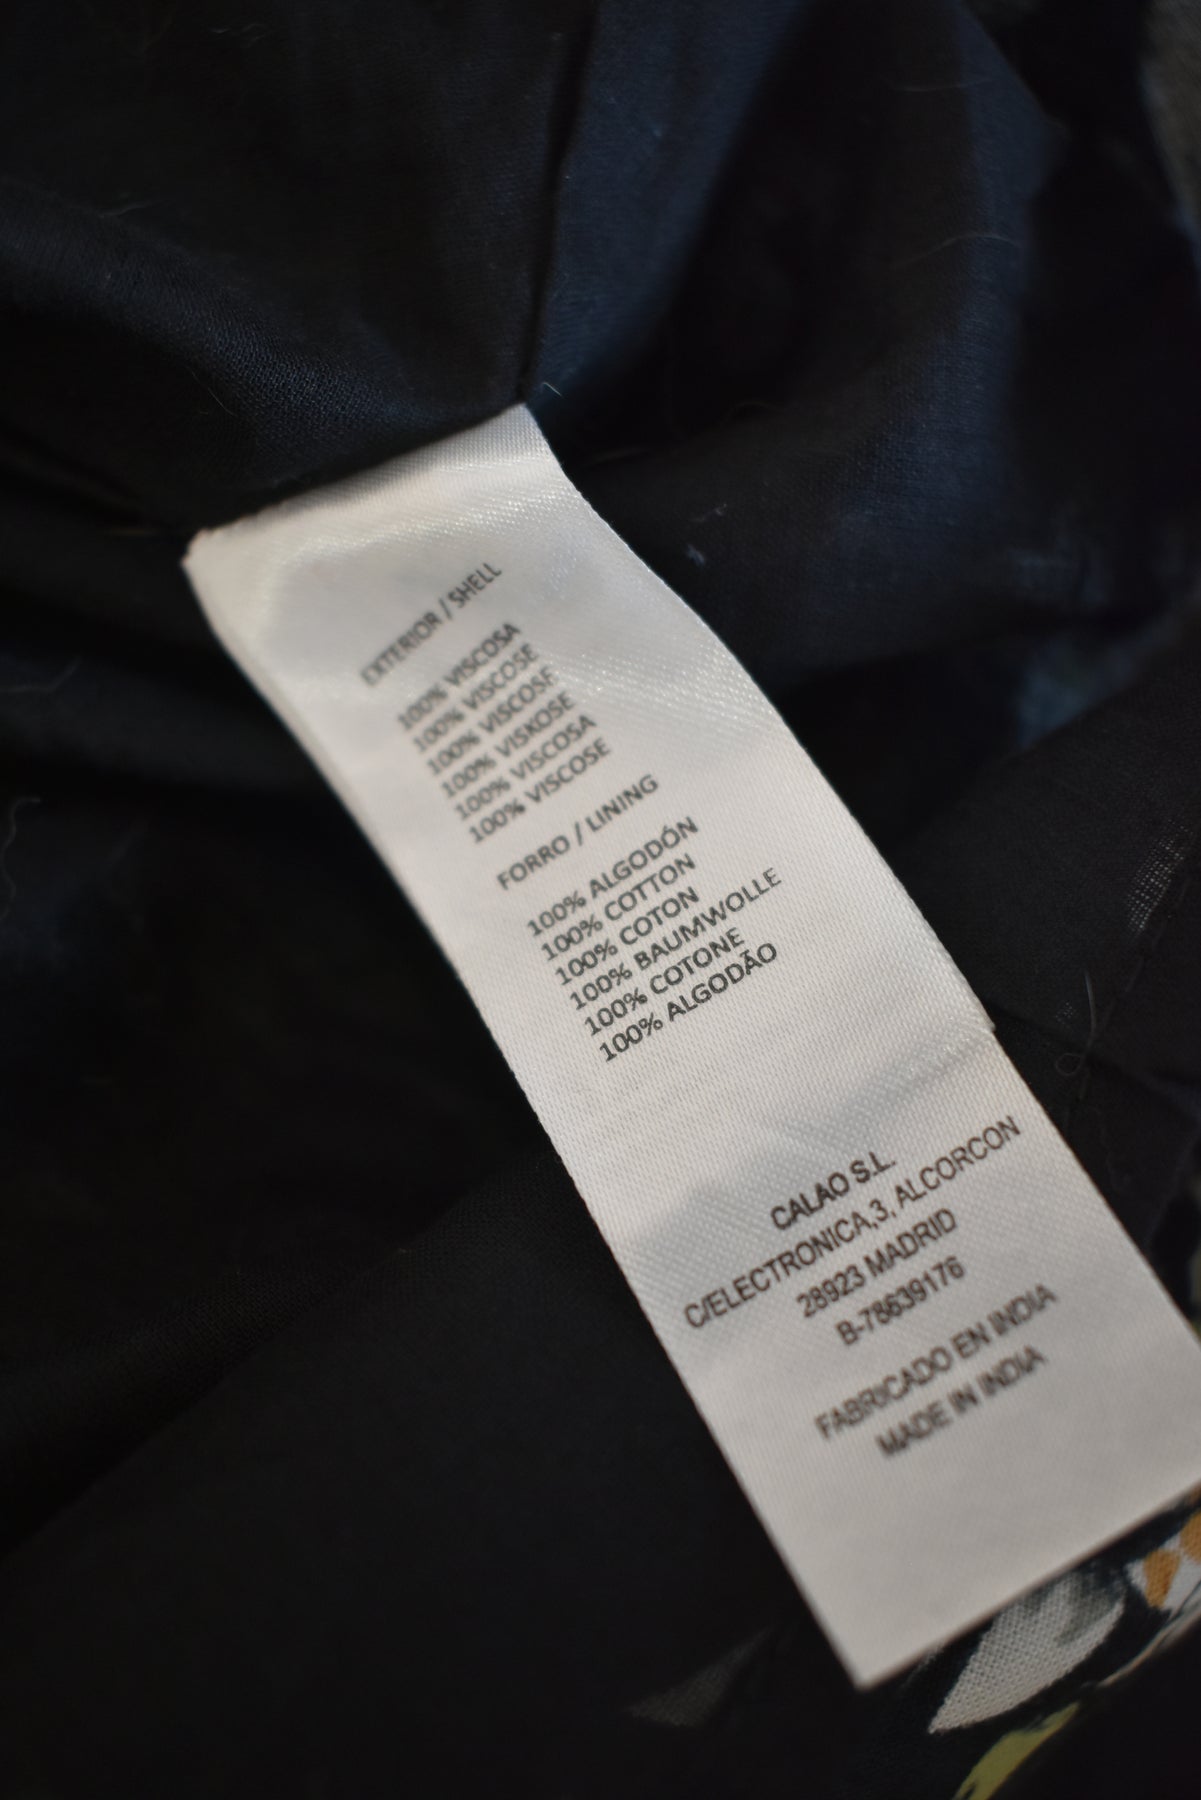 EXTERIOR / SHELL
100% VISCOSA
100% VISCOSE
100% VISCOSE
100% VISKOSE
100% VISCOSA
100% VISCOSE
FORRO / LINING
100% ALGODÓN
100% COTTON
100% COTON
100% BAUMWOLLE
100% COTONE
100% ALGODÃO
CALAO S.L.
C/ELECTRONICA,3, ALCORCON
28923 MADRID
B-78639176
FABRICADO EN INDIA
MADE IN INDIA